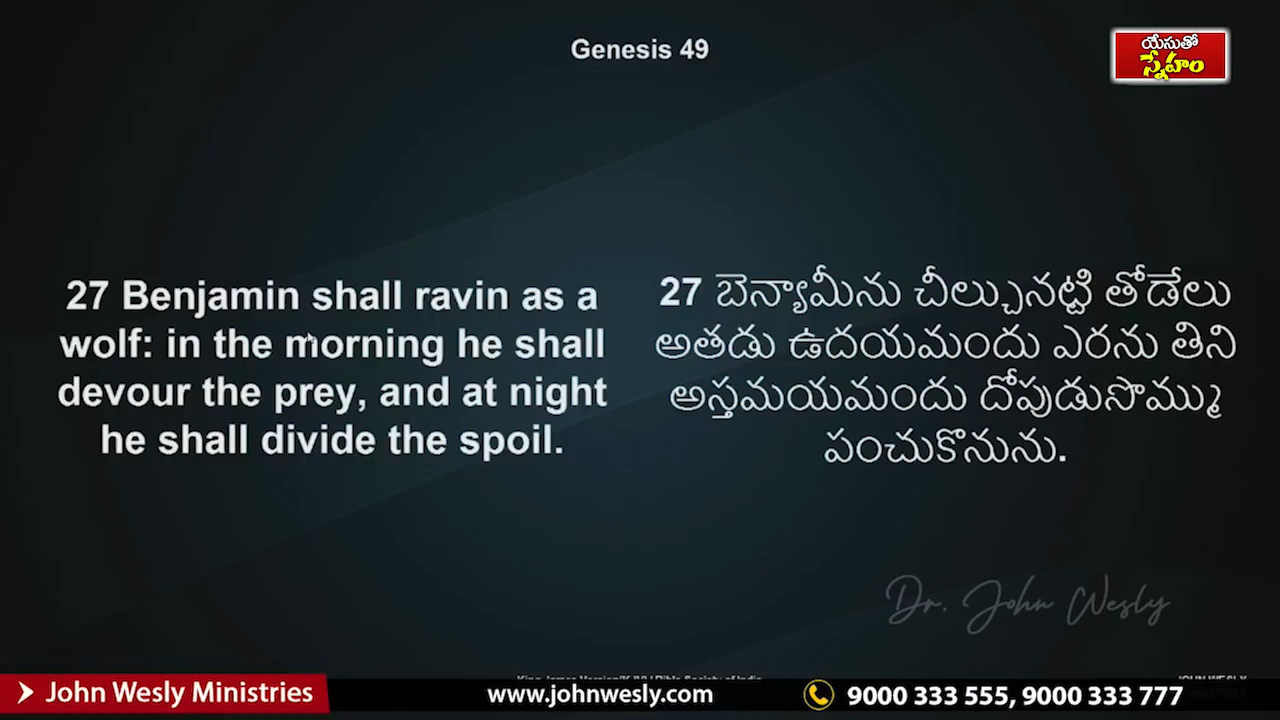 Genesis 49
యేసుతో
స్నేహం
27 Benjamin shall ravin as a
wolf: in the morning he shall
devour the prey, and at night
he shall divide the spoil.
27 బెన్యామీను చీల్చునట్టి తోడేలు
అతడు ఉదయమందు ఎరను తిని
అస్తమయమందు దోపుడుసొమ్ము
పంచుకొనును.
Dr. John Wesly
John Wesly Ministries
www.johnwesly.com
9000 333 555, 9000 333 777